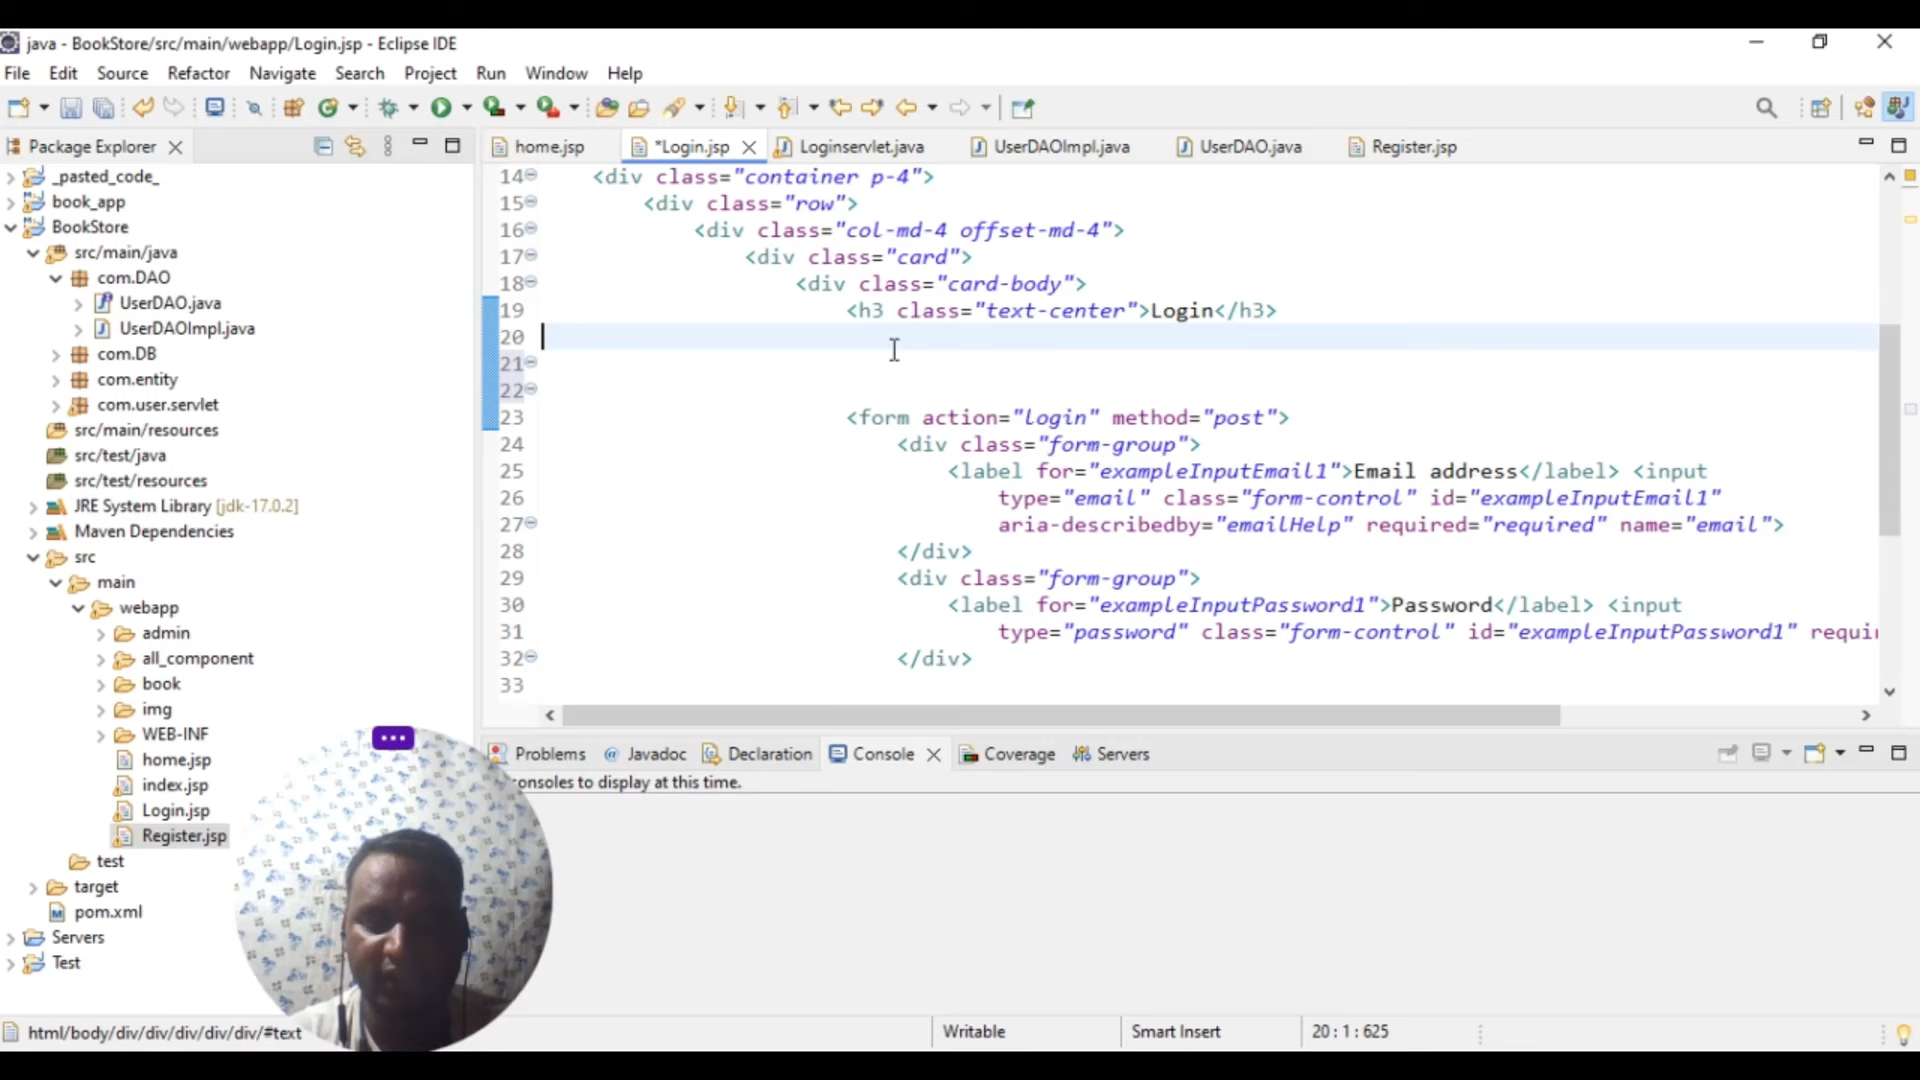 java - BookStore/src/main/webapp/Login.jsp - Eclipse IDE
File Edit Source Refactor Navigate Search Project Run Window Help
Package Explorer
_pasted_code_
book_app
BookStore
src/main/java
com.DAO
UserDAO.java
UserDAOImpl.java
com.DB
com.entity
com.user.servlet
src/main/resources
src/test/java
src/test/resources
JRE System Library [jdk-17.0.2]
Maven Dependencies
src
main
webapp
admin
all_component
book
img
WEB-INF
home.jsp
index.jsp
Login.jsp
Register.jsp
test
target
pom.xml
Servers
Test
home.jsp *Login.jsp Loginservlet.java UserDAOImpl.java UserDAO.java Register.jsp
14 <div class="container p-4">
15 <div class="row">
16 <div class="col-md-4 offset-md-4">
17 <div class="card">
18 <div class="card-body">
19 <h3 class="text-center">Login</h3>
20
21
22
23 <form action="login" method="post">
24 <div class="form-group">
25 <label for="exampleInputEmail1">Email address</label> <input
26 type="email" class="form-control" id="exampleInputEmail1"
27 aria-describedby="emailHelp" required="required" name="email">
28 </div>
29 <div class="form-group">
30 <label for="exampleInputPassword1">Password</label> <input
31 type="password" class="form-control" id="exampleInputPassword1" requi
32 </div>
33
Problems @ Javadoc Declaration Console Coverage Servers
onsoles to display at this time.
html/body/div/div/div/div/div/#text Writable Smart Insert 20 : 1 : 625